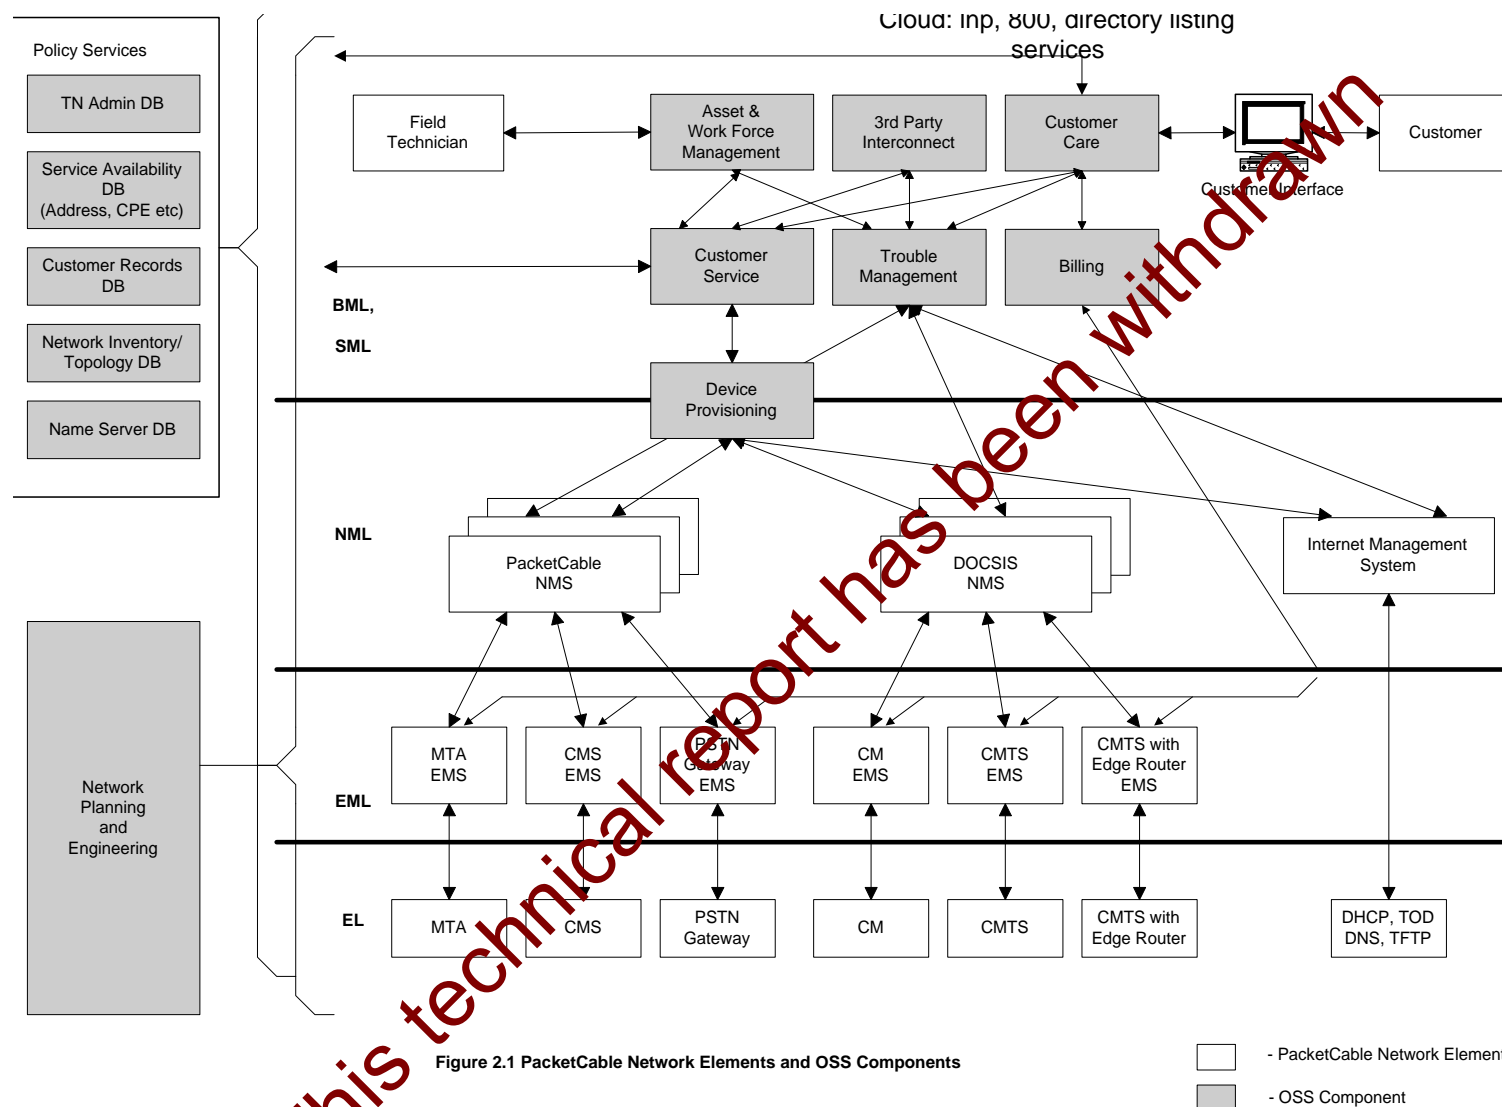 Cloud: lnp, 800, directory listing
services
Policy Services
TN Admin DB
Service Availability
DB
(Address, CPE etc)
Customer Records
DB
Network Inventory/
Topology DB
Name Server DB
Network
Planning
and
Engineering
Field
Technician
Asset &
Work Force
Management
3rd Party
Interconnect
Customer
Care
Customer Interface
Customer
Customer
Service
Trouble
Management
Billing
BML,
SML
Device
Provisioning
NML
PacketCable
NMS
DOCSIS
NMS
Internet Management
System
EML
MTA
EMS
CMS
EMS
PSTN
Gateway
EMS
CM
EMS
CMTS
EMS
CMTS with
Edge Router
EMS
EL
MTA
CMS
PSTN
Gateway
CM
CMTS
CMTS with
Edge Router
DHCP, TOD
DNS, TFTP
Figure 2.1 PacketCable Network Elements and OSS Components
- PacketCable Network Element
- OSS Component
This technical report has been withdrawn